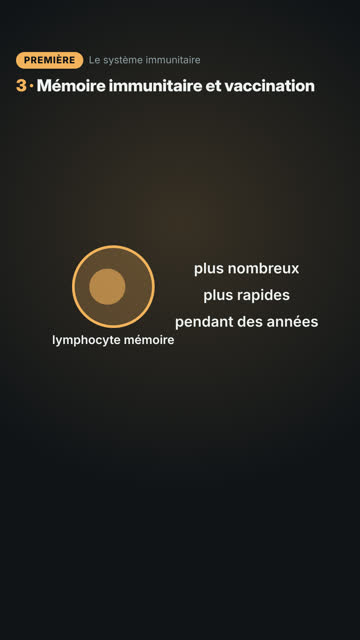 PREMIÈRE Le système immunitaire
3 · Mémoire immunitaire et vaccination
plus nombreux
plus rapides
pendant des années
lymphocyte mémoire